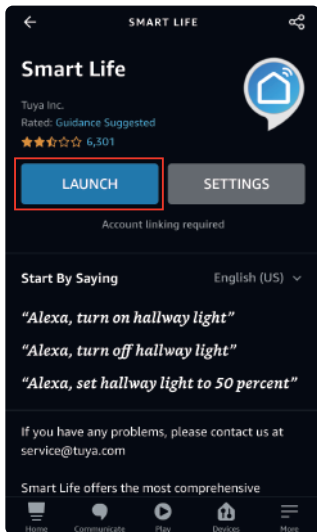 SMART LIFE
Smart Life
Tuya Inc.
Rated: Guidance Suggested
6,301
LAUNCH
SETTINGS
Account linking required
Start By Saying
English (US)
“Alexa, turn on hallway light”
“Alexa, turn off hallway light”
“Alexa, set hallway light to 50 percent”
If you have any problems, please contact us at
service@tuya.com
Smart Life offers the most comprehensive
Home
Communicate
Play
Devices
More